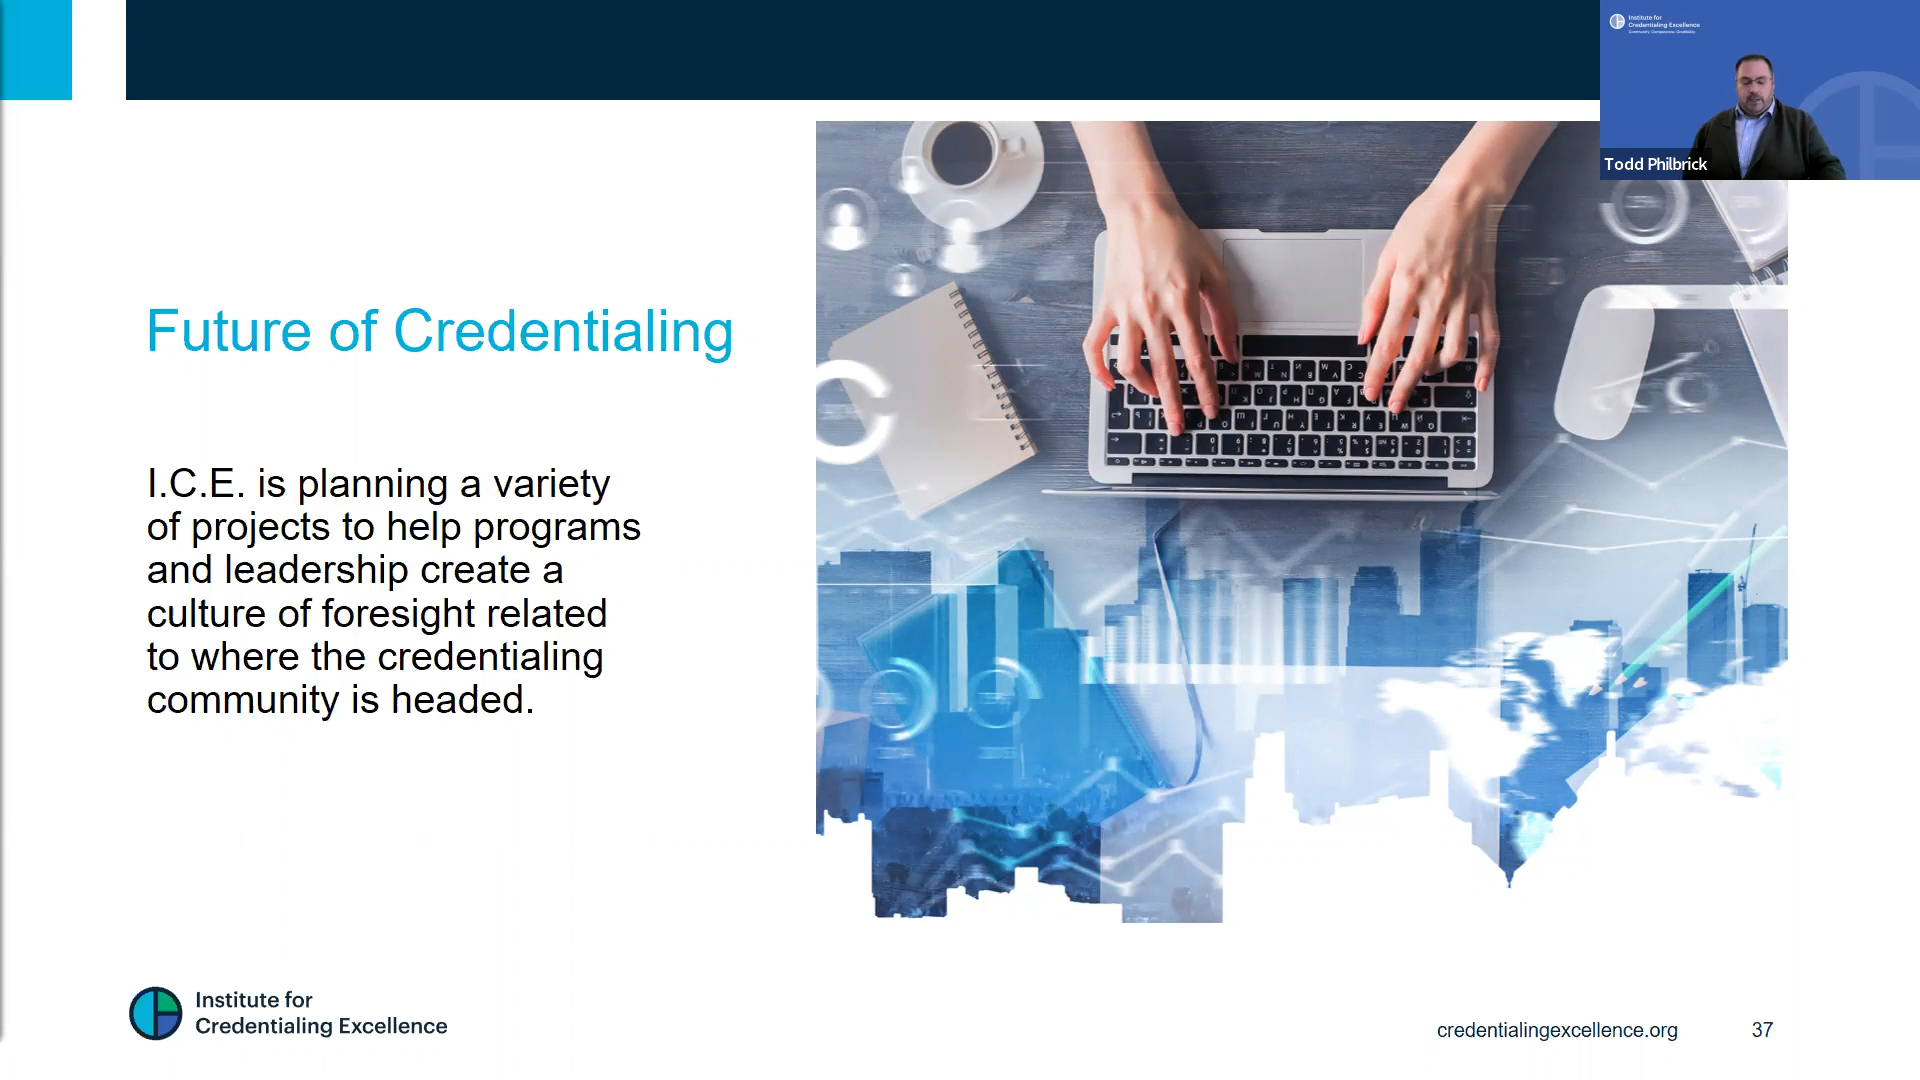 Institute for
Credentialing Excellence
Community. Competence. Credibility.
Todd Philbrick
Future of Credentialing
I.C.E. is planning a variety
of projects to help programs
and leadership create a
culture of foresight related
to where the credentialing
community is headed.
Institute for
Credentialing Excellence
credentialingexcellence.org
37